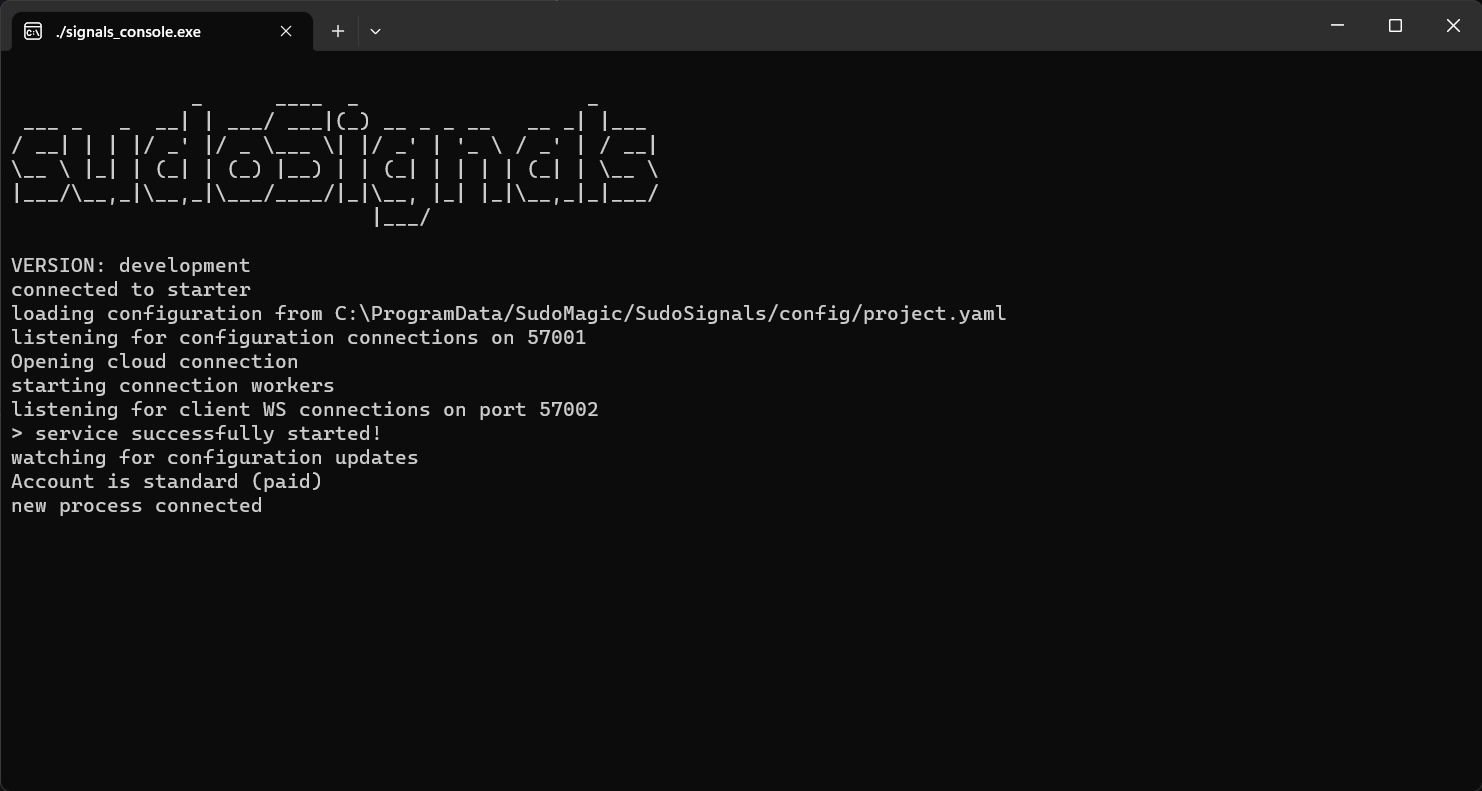 ./signals_console.exe
sudoSignals
VERSION: development
connected to starter
loading configuration from C:\ProgramData/SudoMagic/SudoSignals/config/project.yaml
listening for configuration connections on 57001
Opening cloud connection
starting connection workers
listening for client WS connections on port 57002
> service successfully started!
watching for configuration updates
Account is standard (paid)
new process connected